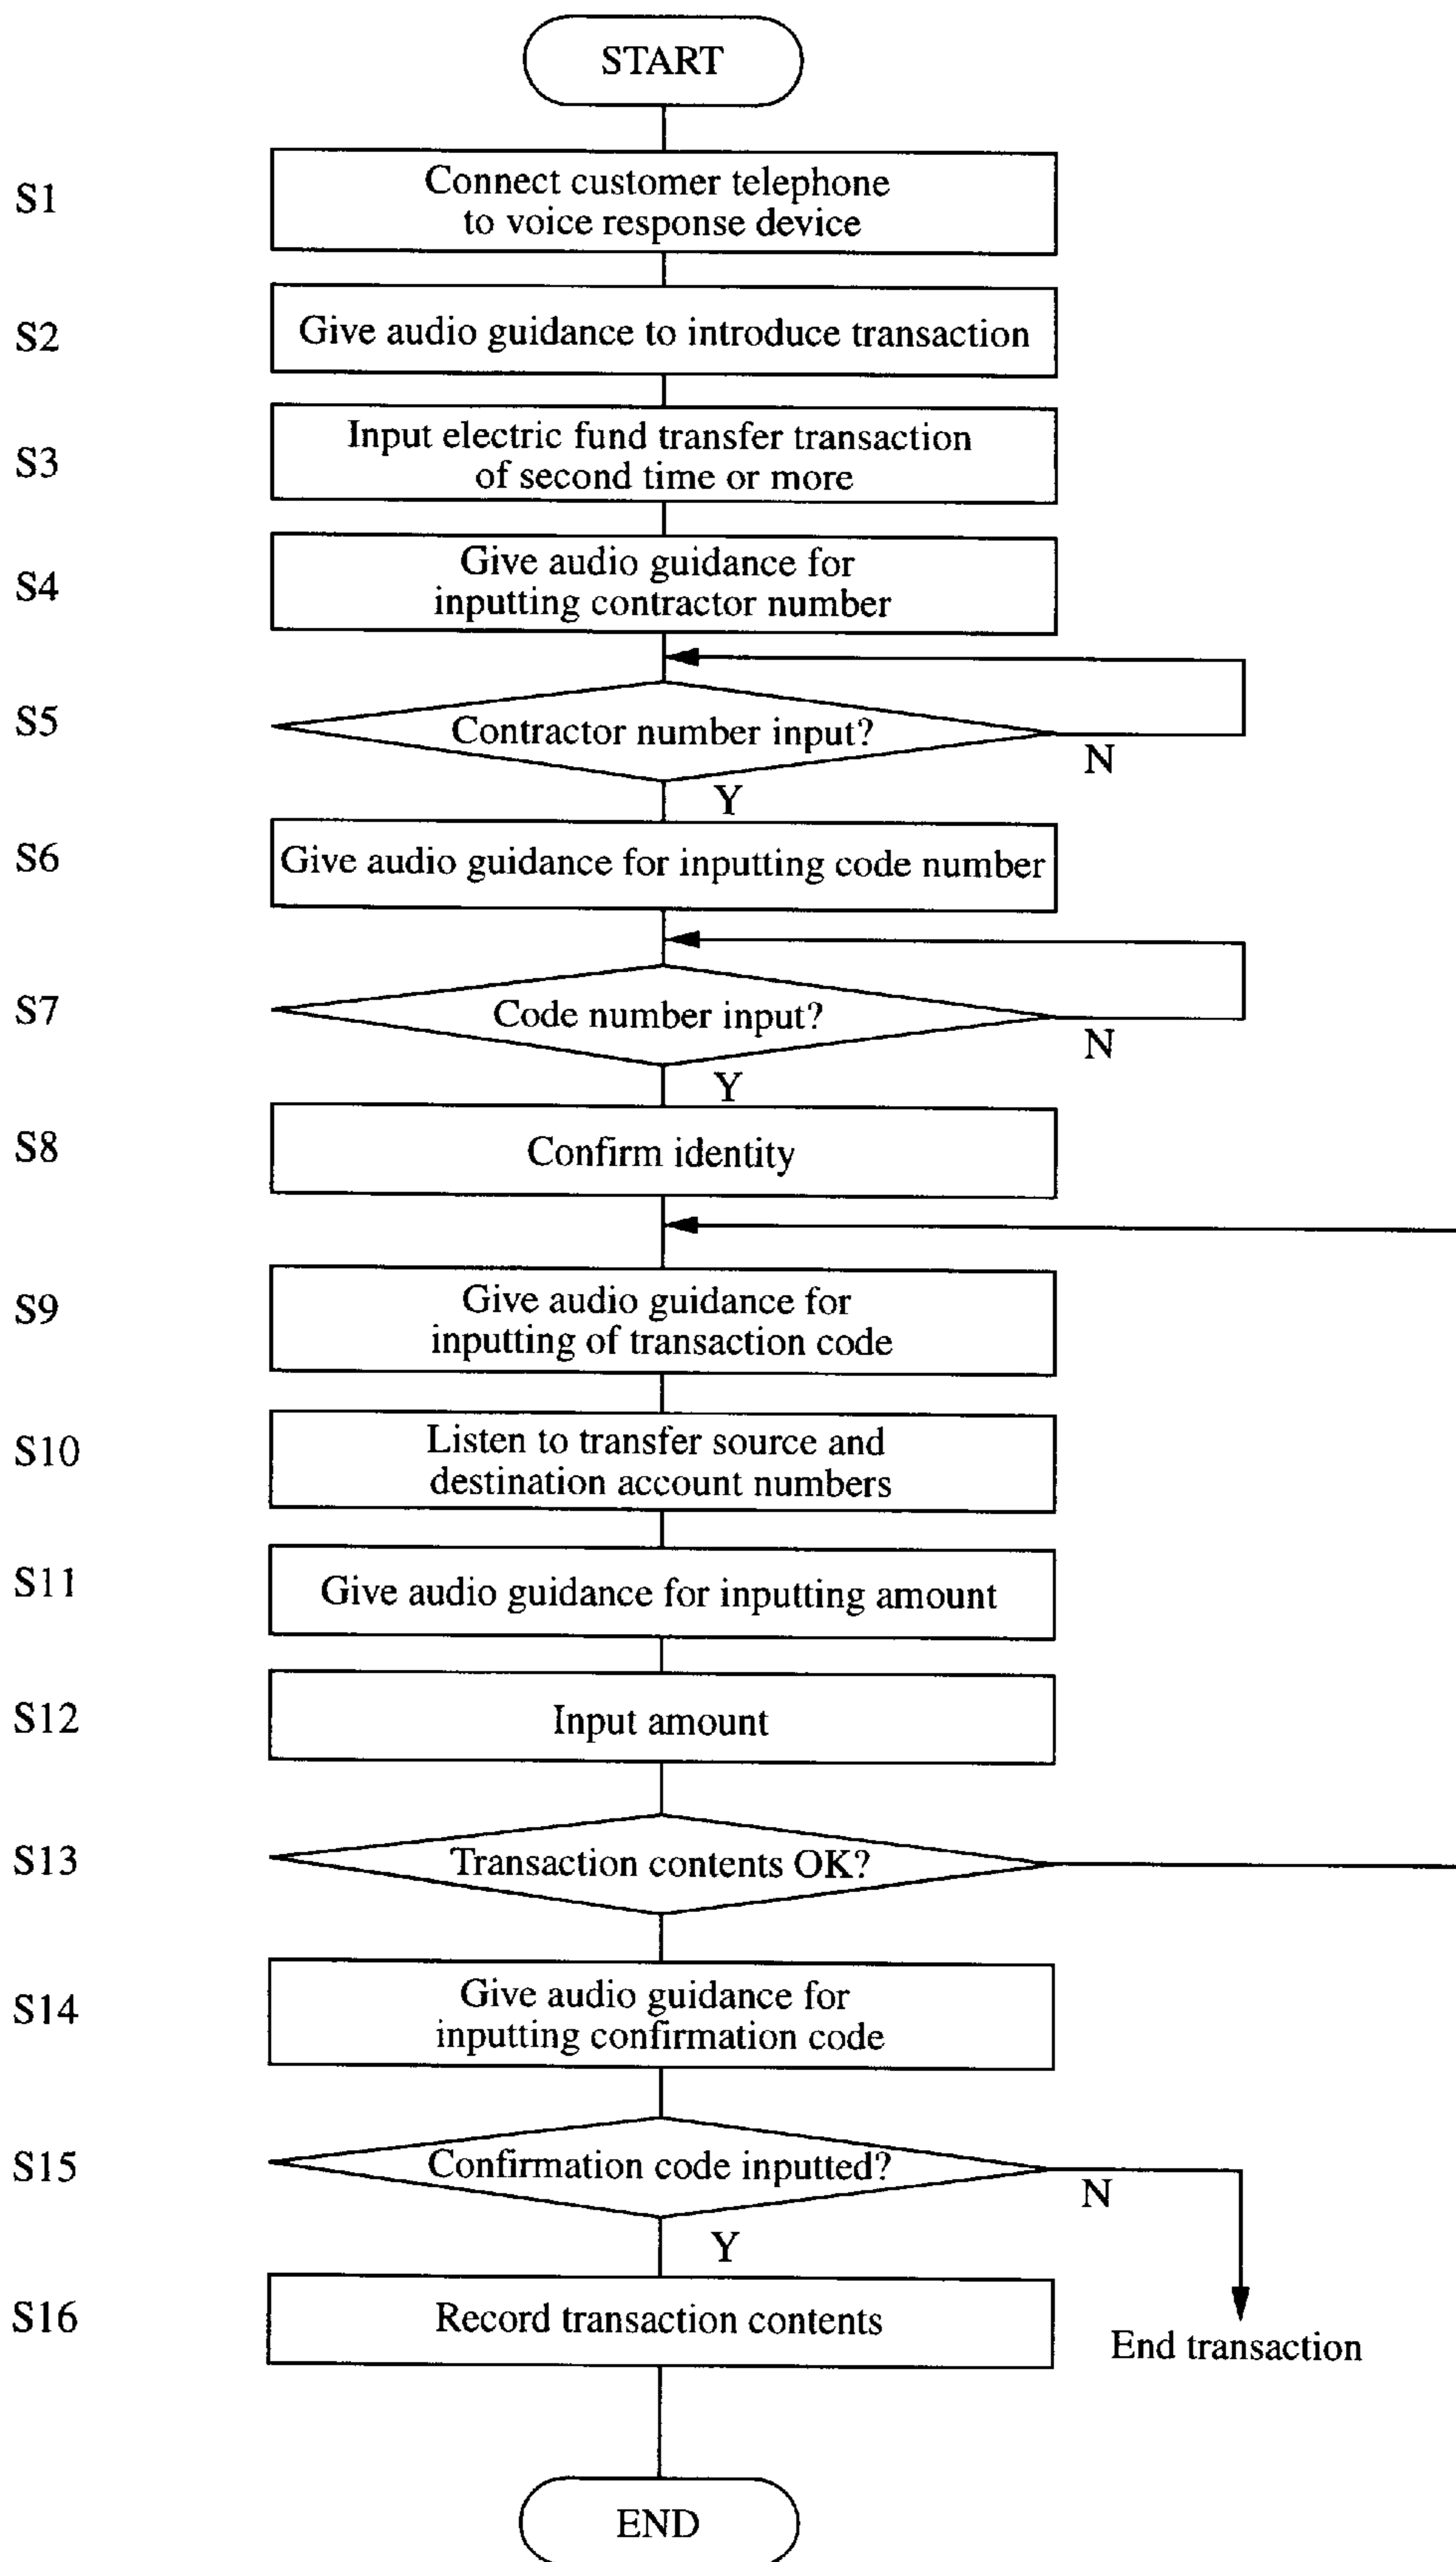 START
S1
Connect customer telephone
to voice response device
S2
Give audio guidance to introduce transaction
S3
Input electric fund transfer transaction
of second time or more
S4
Give audio guidance for
inputting contractor number
S5
Contractor number input?
N
Y
S6
Give audio guidance for inputting code number
S7
Code number input?
N
Y
S8
Confirm identity
S9
Give audio guidance for
inputting of transaction code
S10
Listen to transfer source and
destination account numbers
S11
Give audio guidance for inputting amount
S12
Input amount
S13
Transaction contents OK?
S14
Give audio guidance for
inputting confirmation code
S15
Confirmation code inputted?
N
Y
S16
Record transaction contents
End transaction
END